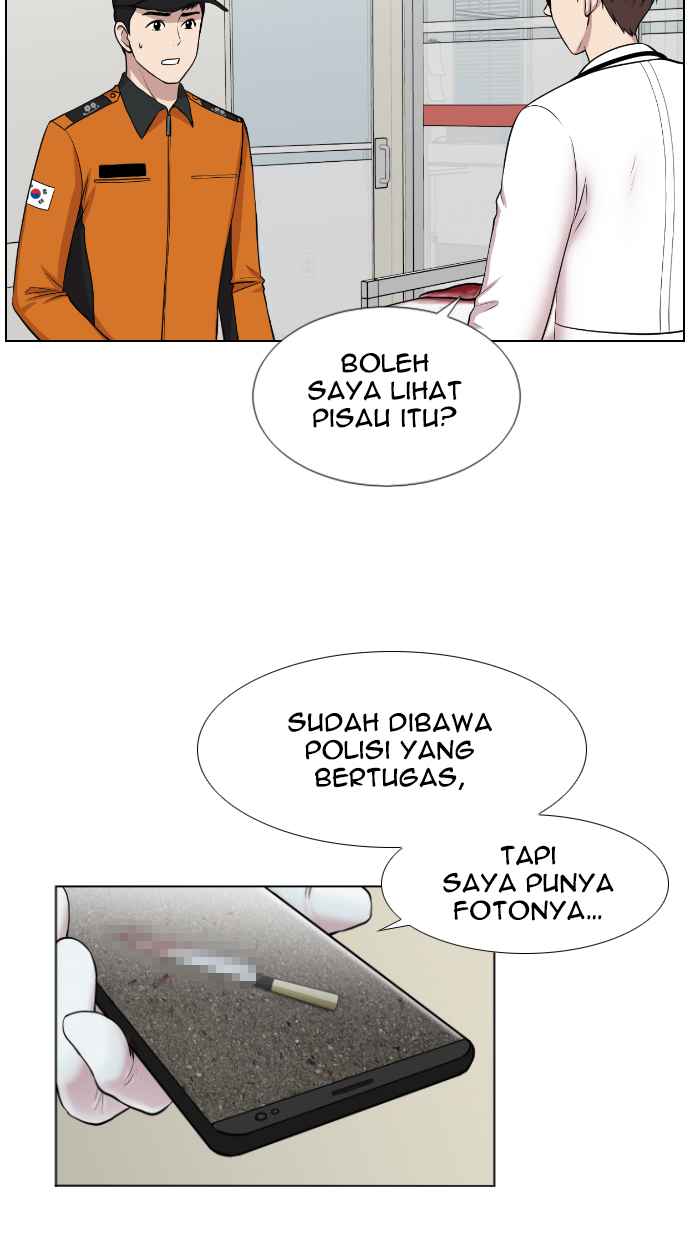 BOLEH
SAYA LIHAT
PISAU ITU?
SUDAH DIBAWA
POLISI YANG
BERTUGAS,
TAPI
SAYA PUNYA
FOTONYA...